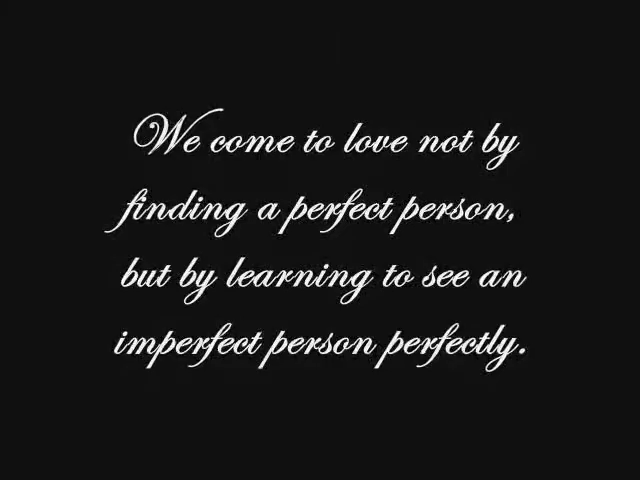 We come to love not by
finding a perfect person,
but by learning to see an
imperfect person perfectly.